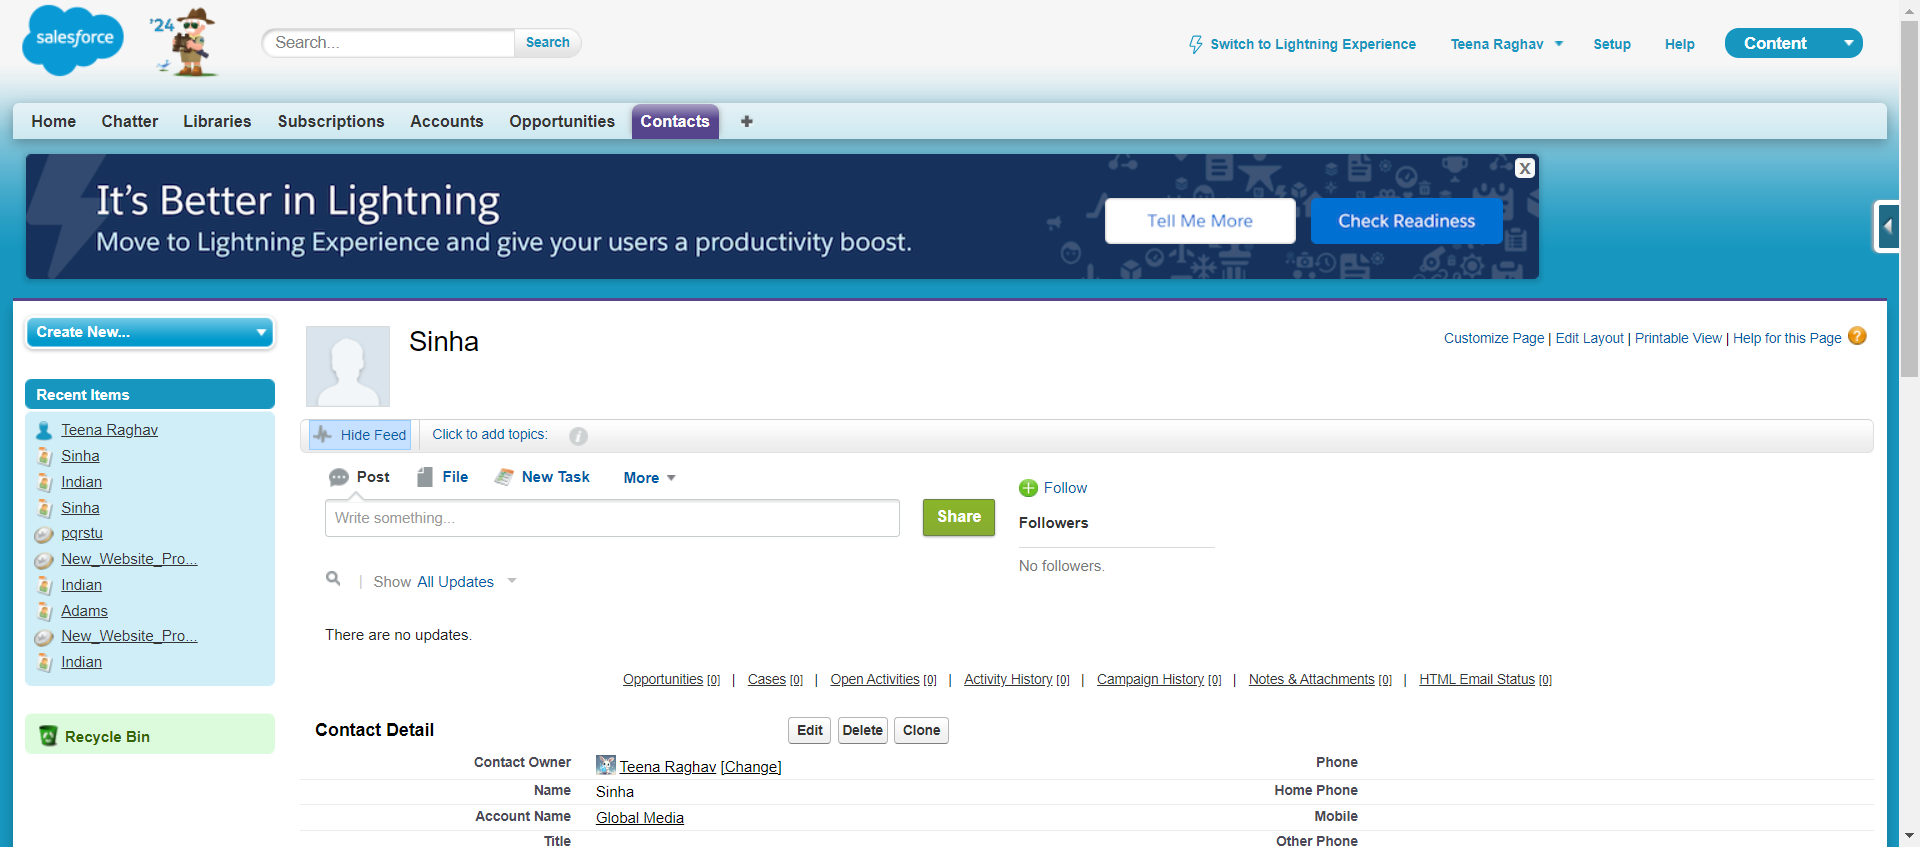 salesforce
'24
Search...
Search
Switch to Lightning Experience
Teena Raghav
Setup
Help
Content
Home
Chatter
Libraries
Subscriptions
Accounts
Opportunities
Contacts
It's Better in Lightning
Move to Lightning Experience and give your users a productivity boost.
Tell Me More
Check Readiness
X
Create New...
Recent Items
Teena Raghav
Sinha
Indian
Sinha
pqrstu
New_Website_Pro...
Indian
Adams
New_Website_Pro...
Indian
Recycle Bin
Sinha
Customize Page | Edit Layout | Printable View | Help for this Page ?
Hide Feed
Click to add topics:
Post
File
New Task
More
Write something...
Share
Follow
Followers
No followers.
Show All Updates
There are no updates.
Opportunities [0] | Cases [0] | Open Activities [0] | Activity History [0] | Campaign History [0] | Notes & Attachments [0] | HTML Email Status [0]
Contact Detail
Edit
Delete
Clone
Contact Owner Teena Raghav [Change] Phone
Name Sinha Home Phone
Account Name Global Media Mobile
Title Other Phone